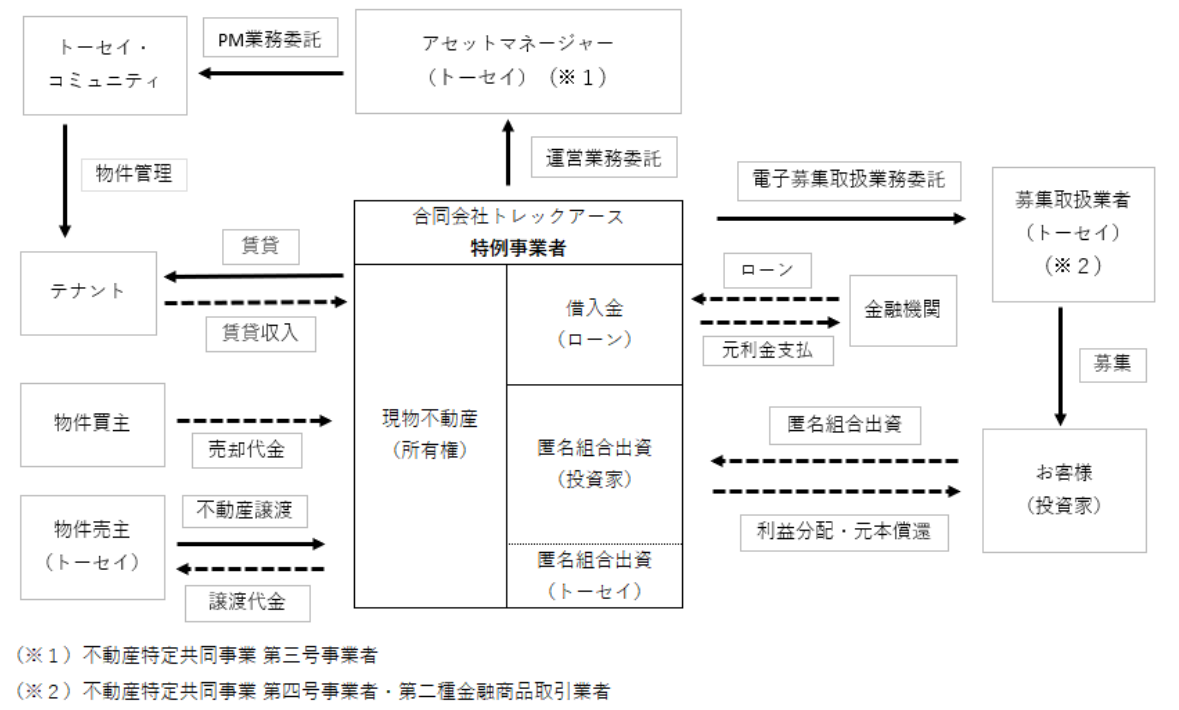 トーセイ・
コミュニティ
PM業務委託
アセットマネージャー
（トーセイ）（※１）
物件管理
運営業務委託
電子募集取扱業務委託
募集取扱業者
（トーセイ）
（※２）
合同会社トレックアース
特例事業者
賃貸
テナント
賃貸収入
借入金
（ローン）
ローン
金融機関
元利金支払
募集
物件買主
売却代金
現物不動産
（所有権）
匿名組合出資
（投資家）
匿名組合出資
お客様
（投資家）
利益分配・元本償還
物件売主
（トーセイ）
不動産譲渡
譲渡代金
匿名組合出資
（トーセイ）
（※１）不動産特定共同事業 第三号事業者
（※２）不動産特定共同事業 第四号事業者・第二種金融商品取引業者